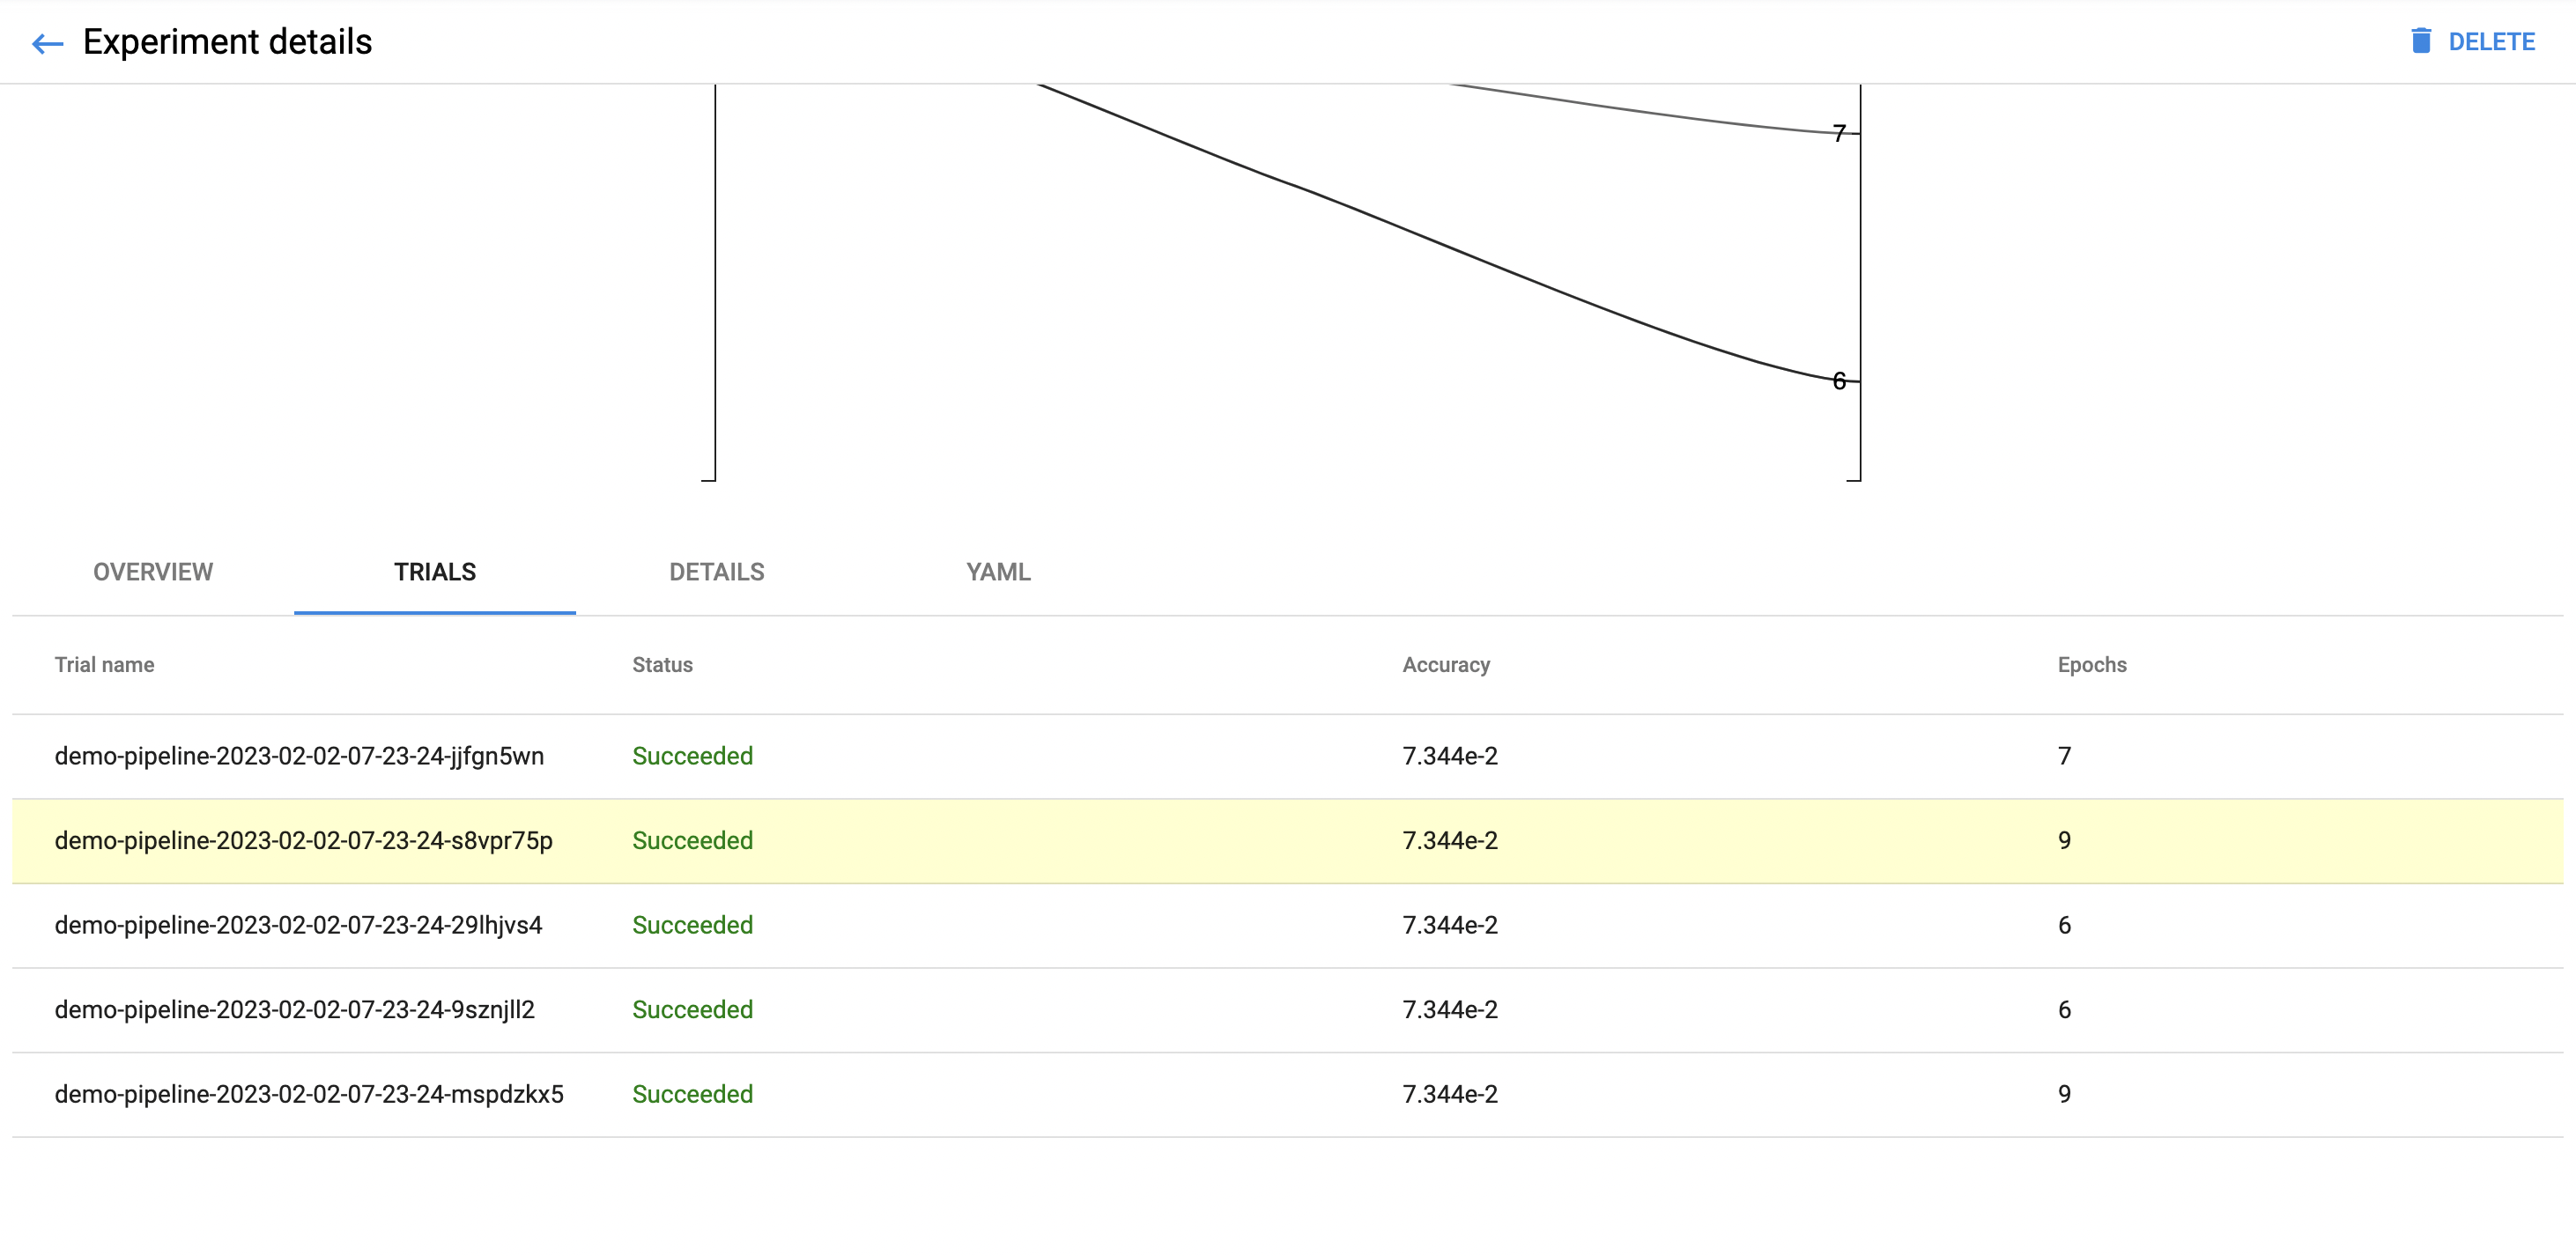 Experiment details
DELETE
7
6
OVERVIEW TRIALS DETAILS YAML
Trial name Status Accuracy Epochs
demo-pipeline-2023-02-02-07-23-24-jjfgn5wn Succeeded 7.344e-2 7
demo-pipeline-2023-02-02-07-23-24-s8vpr75p Succeeded 7.344e-2 9
demo-pipeline-2023-02-02-07-23-24-29lhjvs4 Succeeded 7.344e-2 6
demo-pipeline-2023-02-02-07-23-24-9sznjll2 Succeeded 7.344e-2 6
demo-pipeline-2023-02-02-07-23-24-mspdzkx5 Succeeded 7.344e-2 9